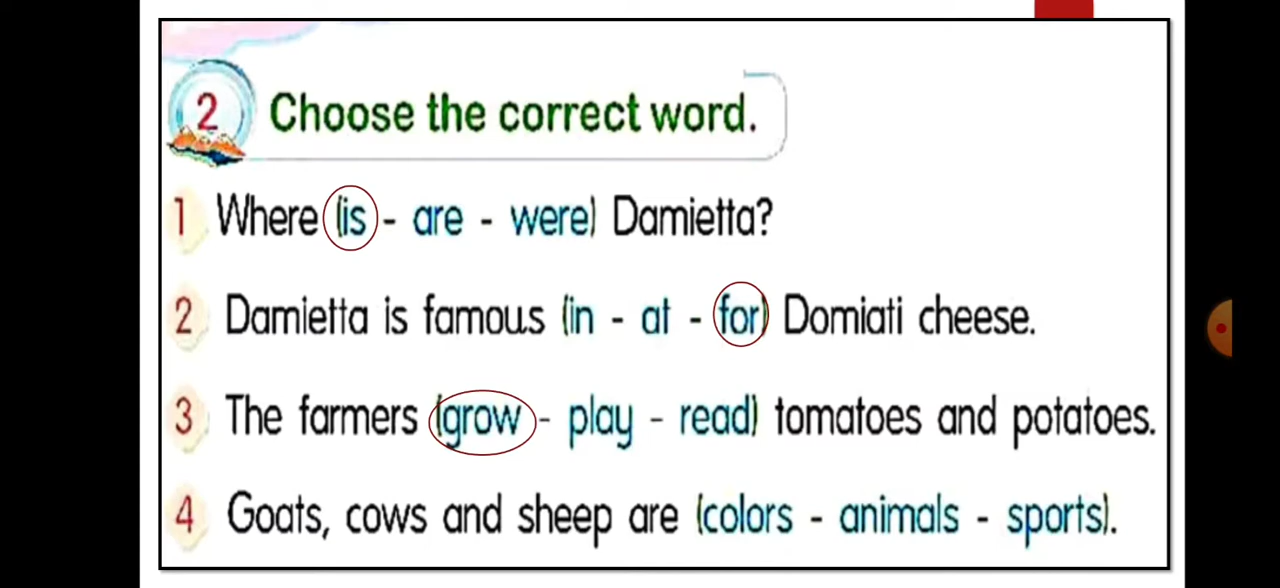 2 Choose the correct word.
1 Where (is - are - were) Damietta?
2 Damietta is famous (in - at - for) Domiati cheese.
3 The farmers (grow - play - read) tomatoes and potatoes.
4 Goats, cows and sheep are (colors - animals - sports).